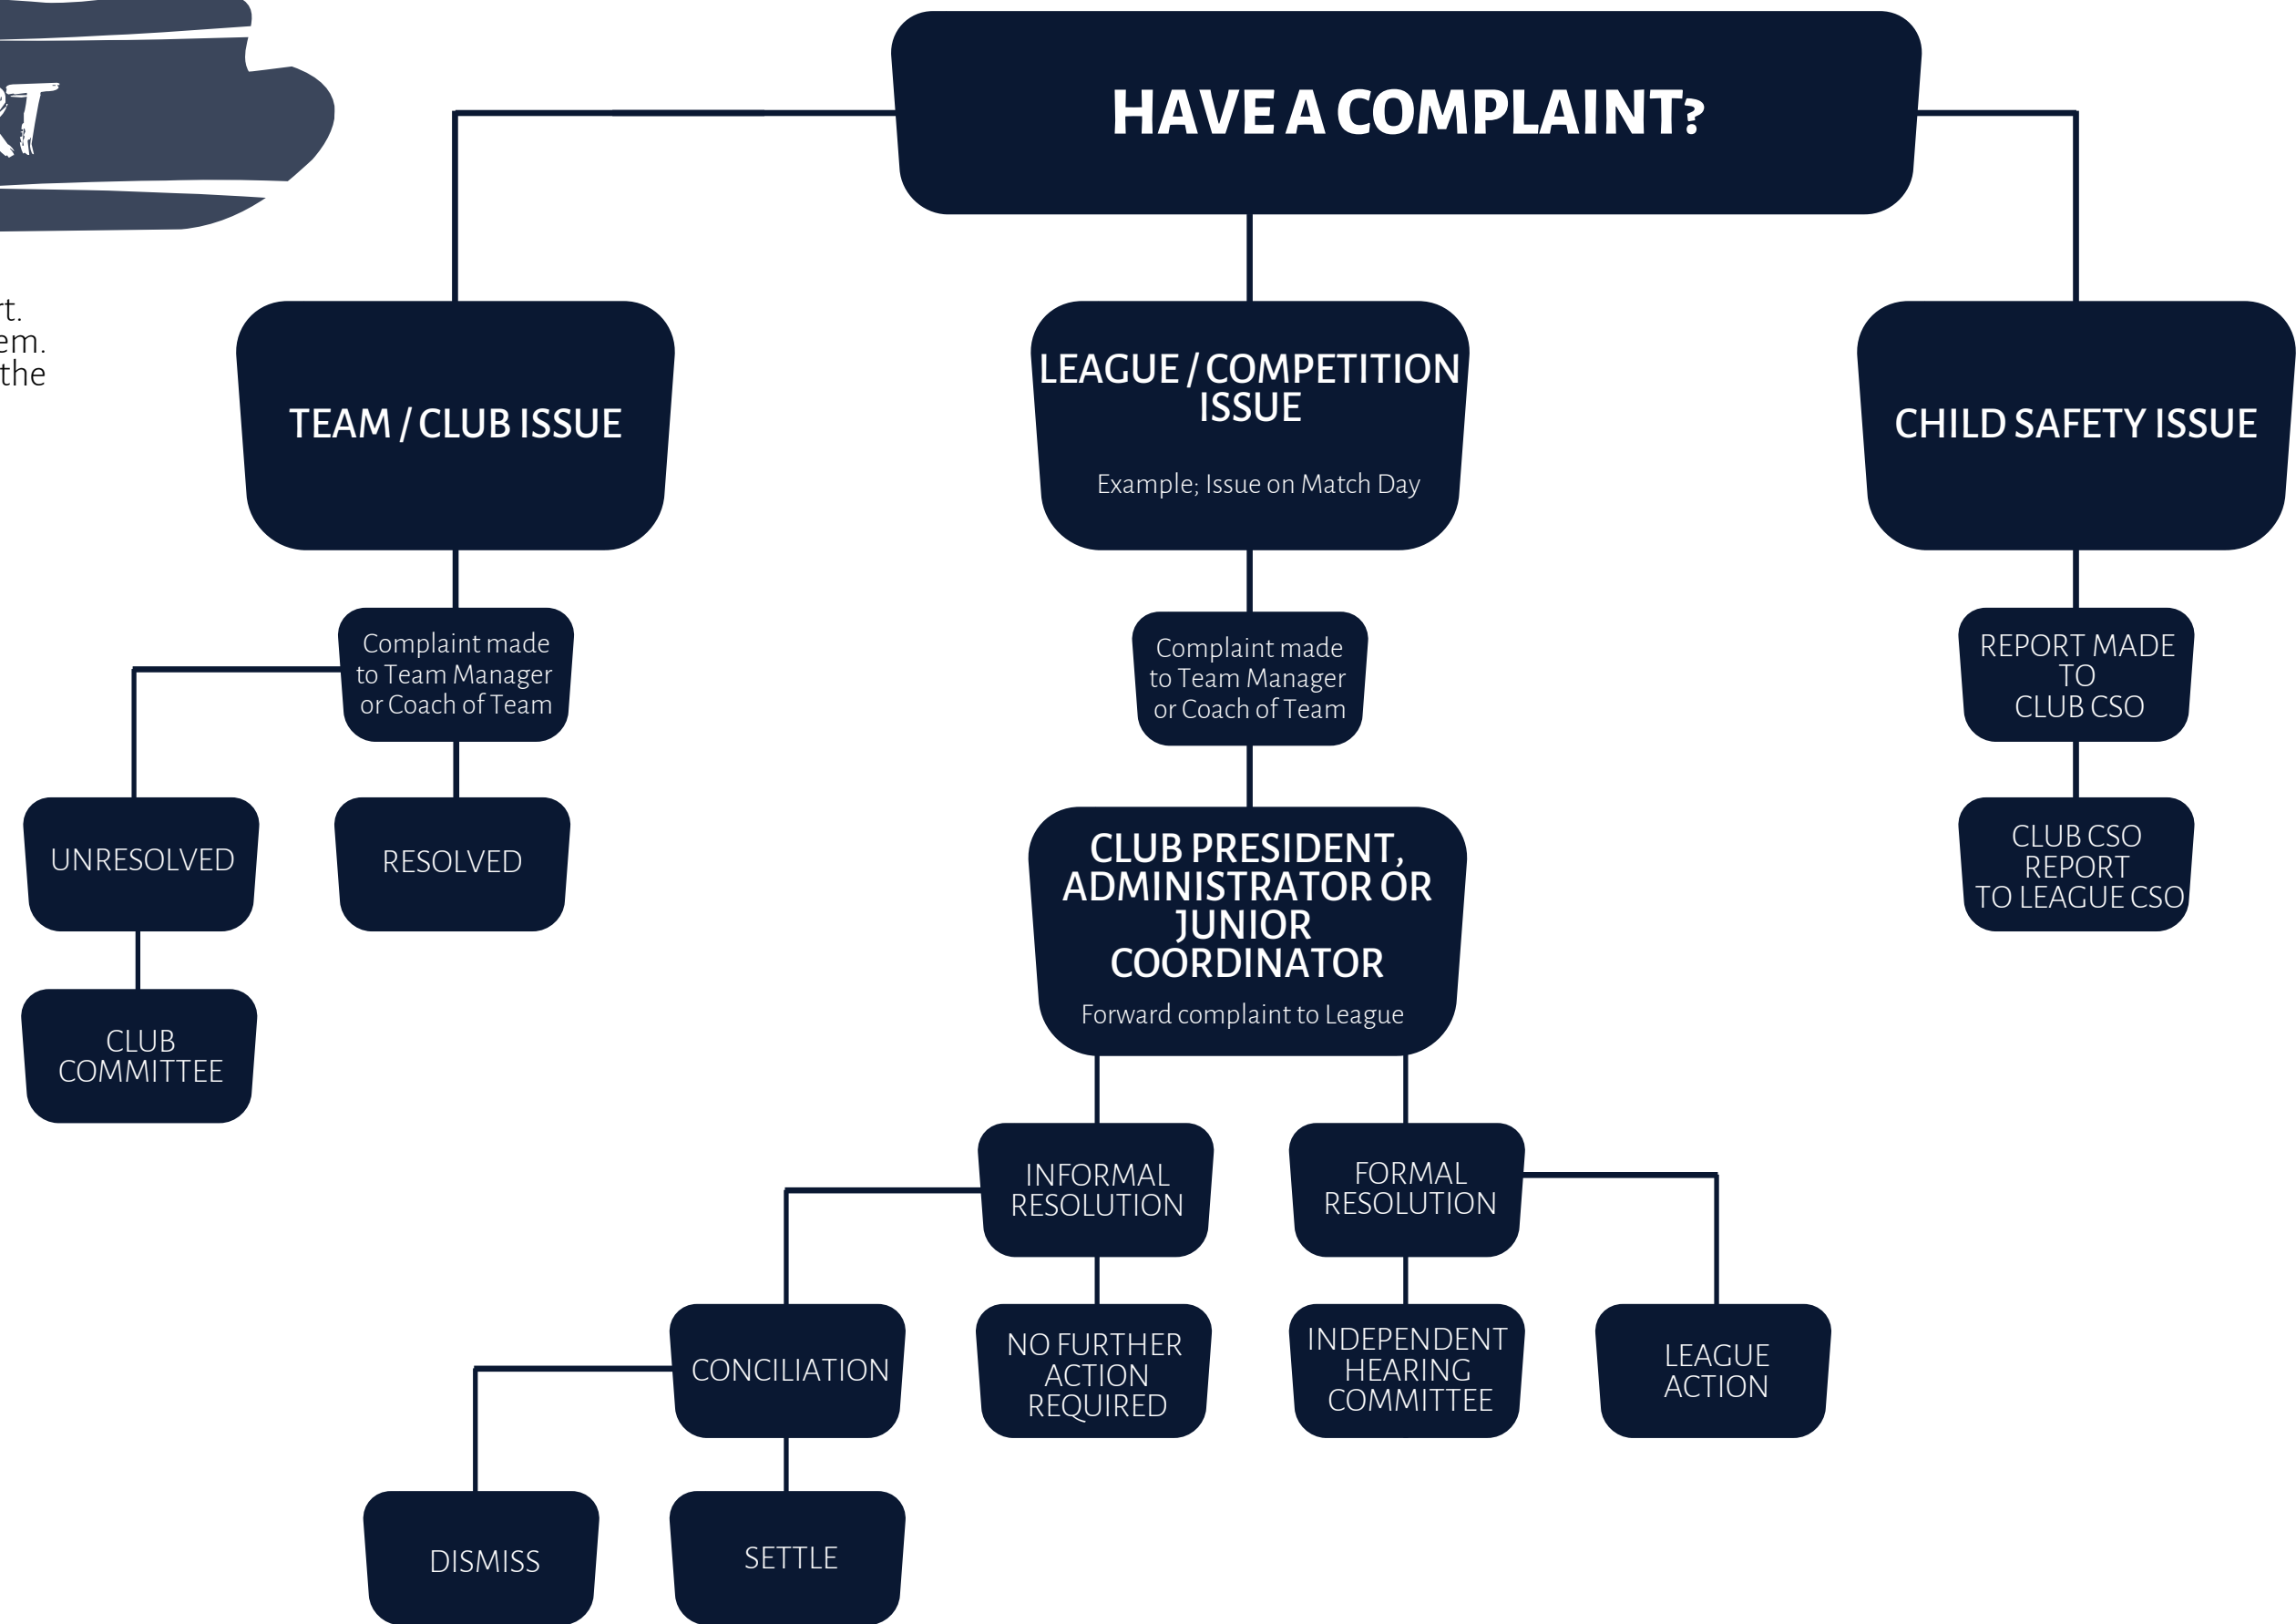 HAVE A COMPLAINT?
the
TEAM / CLUB ISSUE
LEAGUE / COMPETITION
ISSUE
Example; Issue on Match Day
CHILD SAFETY ISSUE
Complaint made
to Team Manager
or Coach of Team
Complaint made
to Team Manager
or Coach of Team
REPORT MADE
TO
CLUB CSO
UNRESOLVED
RESOLVED
CLUB PRESIDENT,
ADMINISTRATOR OR
JUNIOR
COORDINATOR
Forward complaint to League
CLUB CSO
REPORT
TO LEAGUE CSO
CLUB
COMMITTEE
INFORMAL
RESOLUTION
FORMAL
RESOLUTION
CONCILIATION
NO FURTHER
ACTION
REQUIRED
INDEPENDENT
HEARING
COMMITTEE
LEAGUE
ACTION
DISMISS
SETTLE